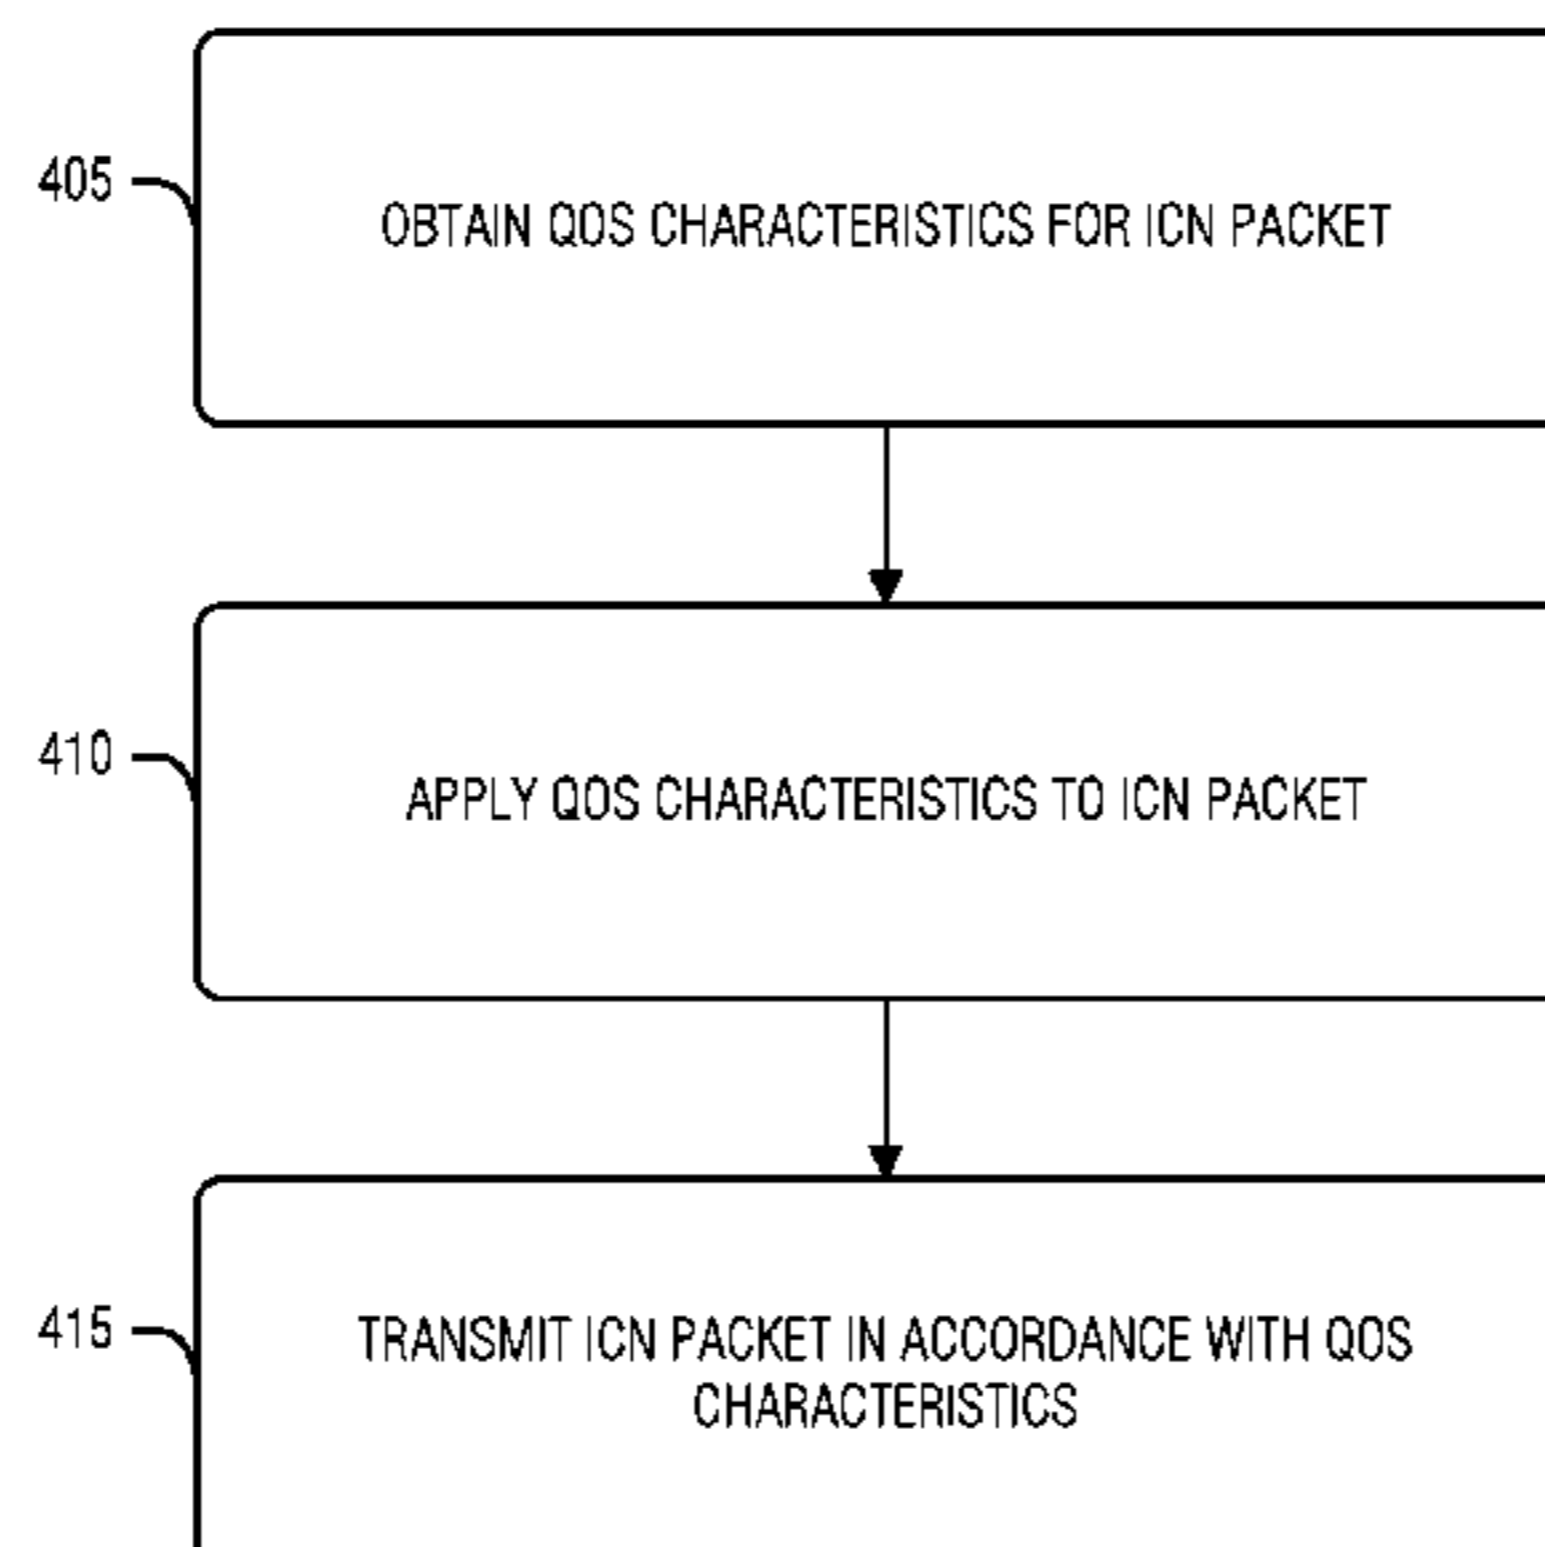 405
OBTAIN QOS CHARACTERISTICS FOR ICN PACKET
410
APPLY QOS CHARACTERISTICS TO ICN PACKET
415
TRANSMIT ICN PACKET IN ACCORDANCE WITH QOS
CHARACTERISTICS